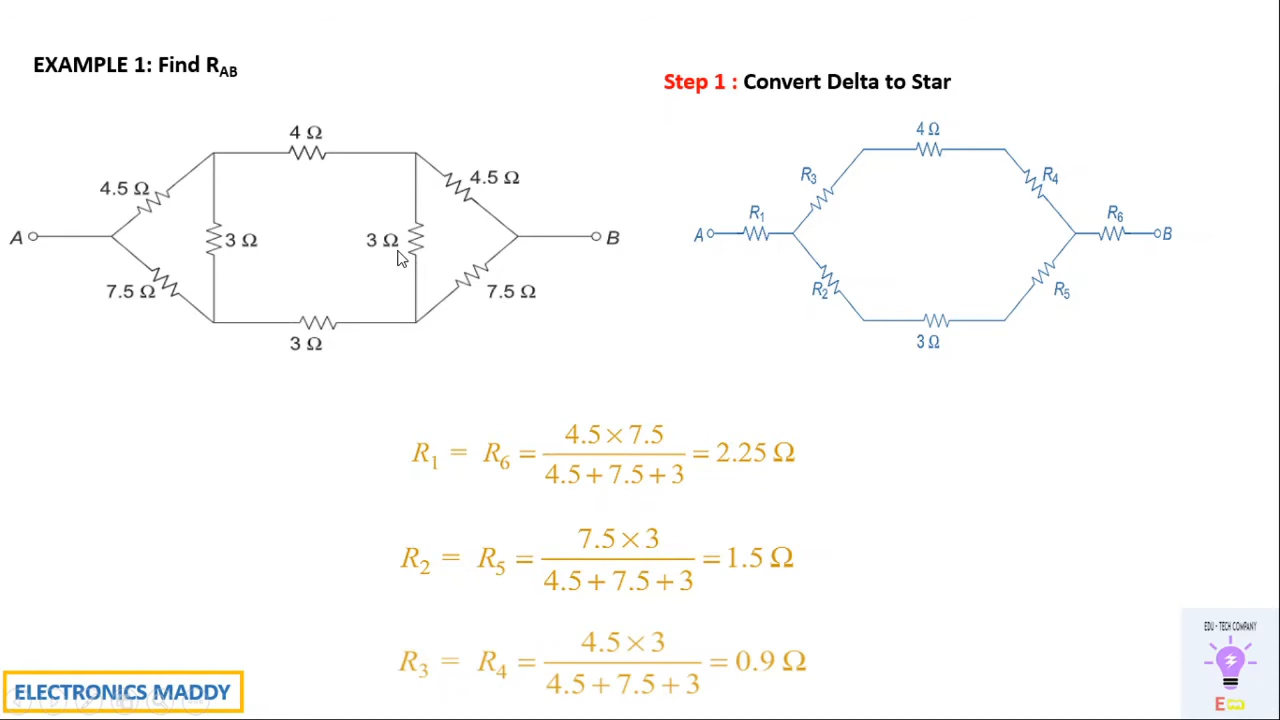 EXAMPLE 1: Find R_AB
Step 1 : Convert Delta to Star
4 Ω
4.5 Ω
4.5 Ω
A
3 Ω
3 Ω
B
7.5 Ω
7.5 Ω
3 Ω
4 Ω
R₃
R₄
R₁
R₆
A
B
R₂
R₅
3 Ω
R₁ = R₆ = 4.5 × 7.5 / 4.5 + 7.5 + 3 = 2.25 Ω
R₂ = R₅ = 7.5 × 3 / 4.5 + 7.5 + 3 = 1.5 Ω
R₃ = R₄ = 4.5 × 3 / 4.5 + 7.5 + 3 = 0.9 Ω
ELECTRONICS MADDY
EDU - TECH COMPANY
Em